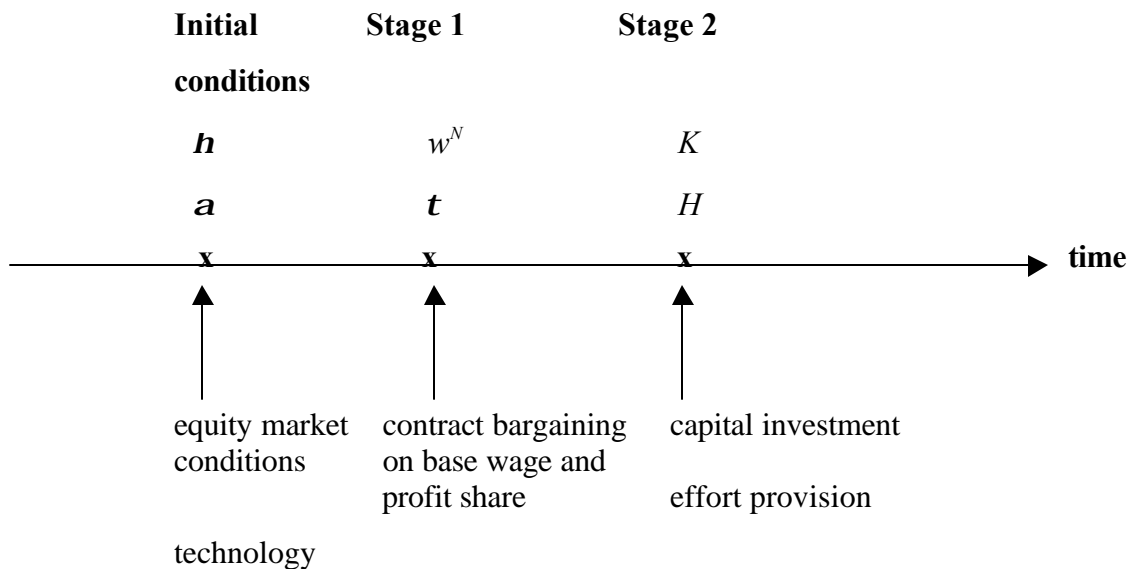 Initial Stage 1 Stage 2
conditions
h w^N K
a t H
x x x time
equity market contract bargaining capital investment
conditions on base wage and
profit share effort provision
technology